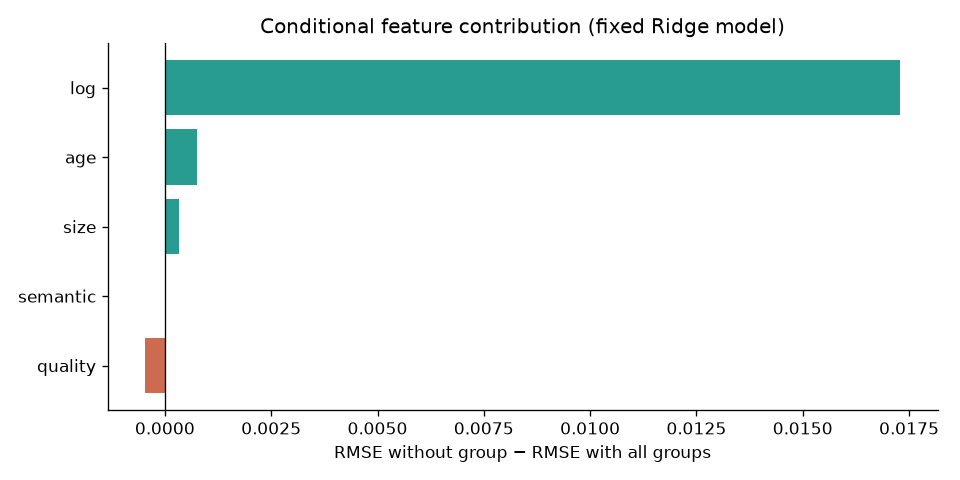 Conditional feature contribution (fixed Ridge model)
log
age
size
semantic
quality
0.0000 0.0025 0.0050 0.0075 0.0100 0.0125 0.0150 0.0175
RMSE without group − RMSE with all groups